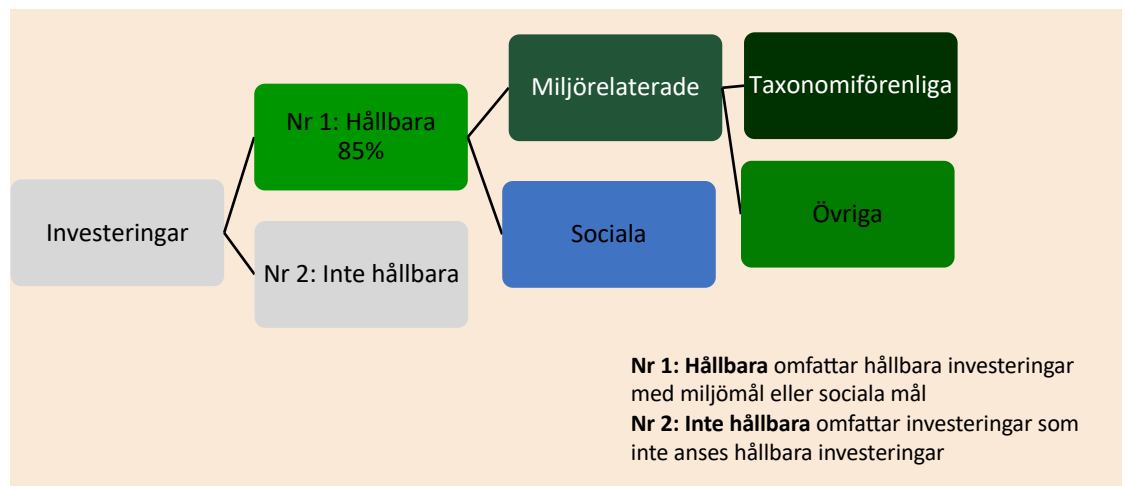 Investeringar
Nr 1: Hållbara
85%
Nr 2: Inte hållbara
Miljörelaterade
Sociala
Taxonomiförenliga
Övriga
Nr 1: Hållbara omfattar hållbara investeringar
med miljömål eller sociala mål
Nr 2: Inte hållbara omfattar investeringar som
inte anses hållbara investeringar